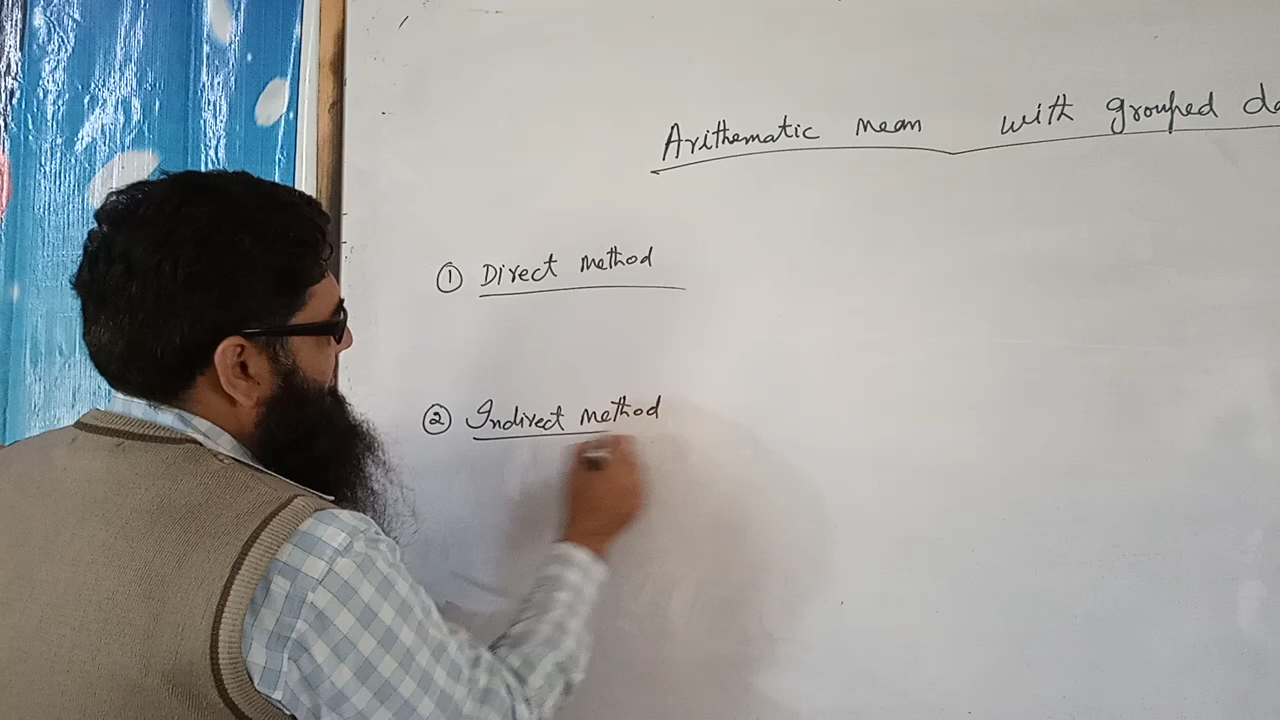 Arithematic mean with grouped da
① Direct method
② Indirect method